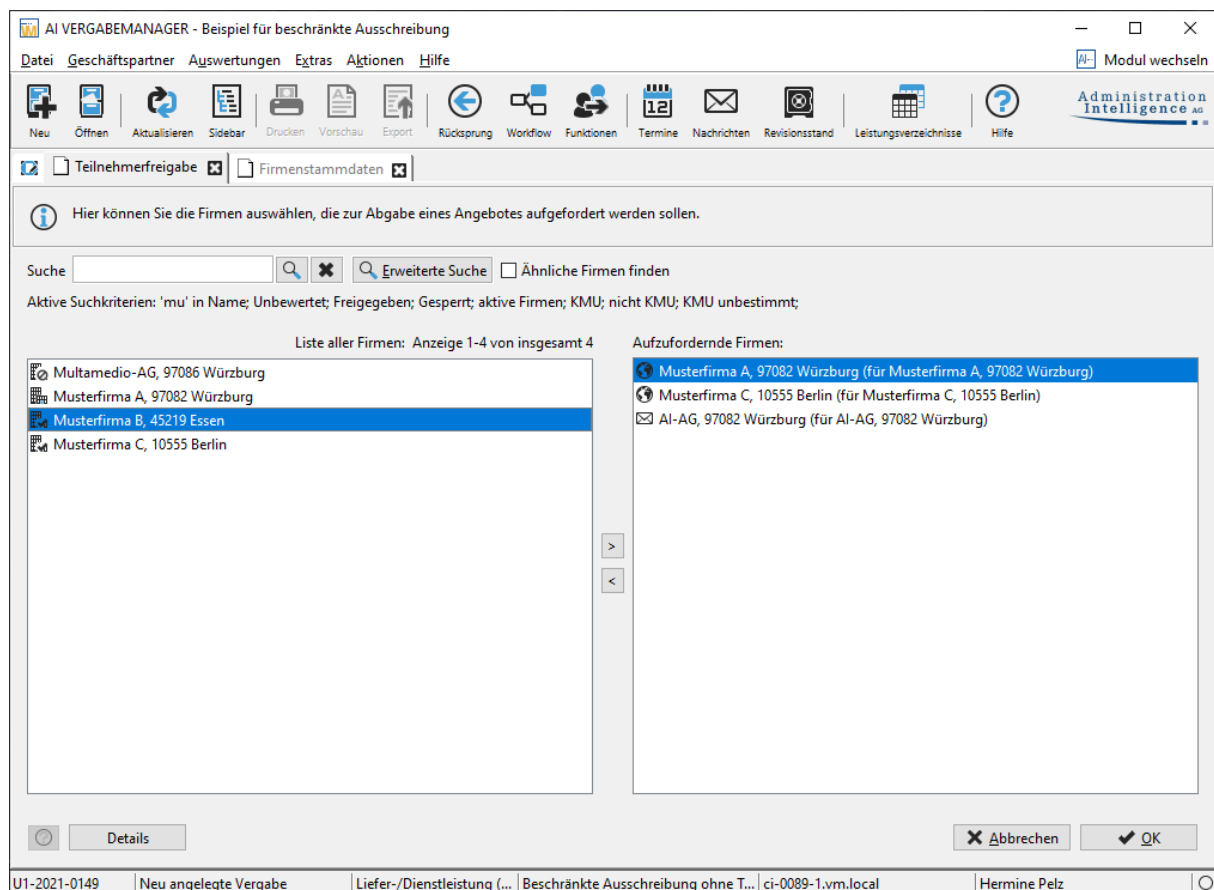 AI VERGABEMANAGER - Beispiel für beschränkte Ausschreibung
Datei Geschäftspartner Auswertungen Extras Aktionen Hilfe AI-- Modul wechseln
Neu Öffnen Aktualisieren Sidebar Drucken Vorschau Export Rücksprung Workflow Funktionen 12 Termine Nachrichten Revisionsstand Leistungsverzeichnisse Hilfe
Administration
Intelligence AG
Teilnehmerfreigabe Firmenstammdaten
Hier können Sie die Firmen auswählen, die zur Abgabe eines Angebotes aufgefordert werden sollen.
Suche Erweiterte Suche Ähnliche Firmen finden
Aktive Suchkriterien: 'mu' in Name; Unbewertet; Freigegeben; Gesperrt; aktive Firmen; KMU; nicht KMU; KMU unbestimmt;
Liste aller Firmen: Anzeige 1-4 von insgesamt 4
Multamedio-AG, 97086 Würzburg
Musterfirma A, 97082 Würzburg
Musterfirma B, 45219 Essen
Musterfirma C, 10555 Berlin
>
<
Aufzufordernde Firmen:
Musterfirma A, 97082 Würzburg (für Musterfirma A, 97082 Würzburg)
Musterfirma C, 10555 Berlin (für Musterfirma C, 10555 Berlin)
AI-AG, 97082 Würzburg (für AI-AG, 97082 Würzburg)
Details Abbrechen OK
U1-2021-0149 Neu angelegte Vergabe Liefer-/Dienstleistung (... Beschränkte Ausschreibung ohne T... ci-0089-1.vm.local Hermine Pelz